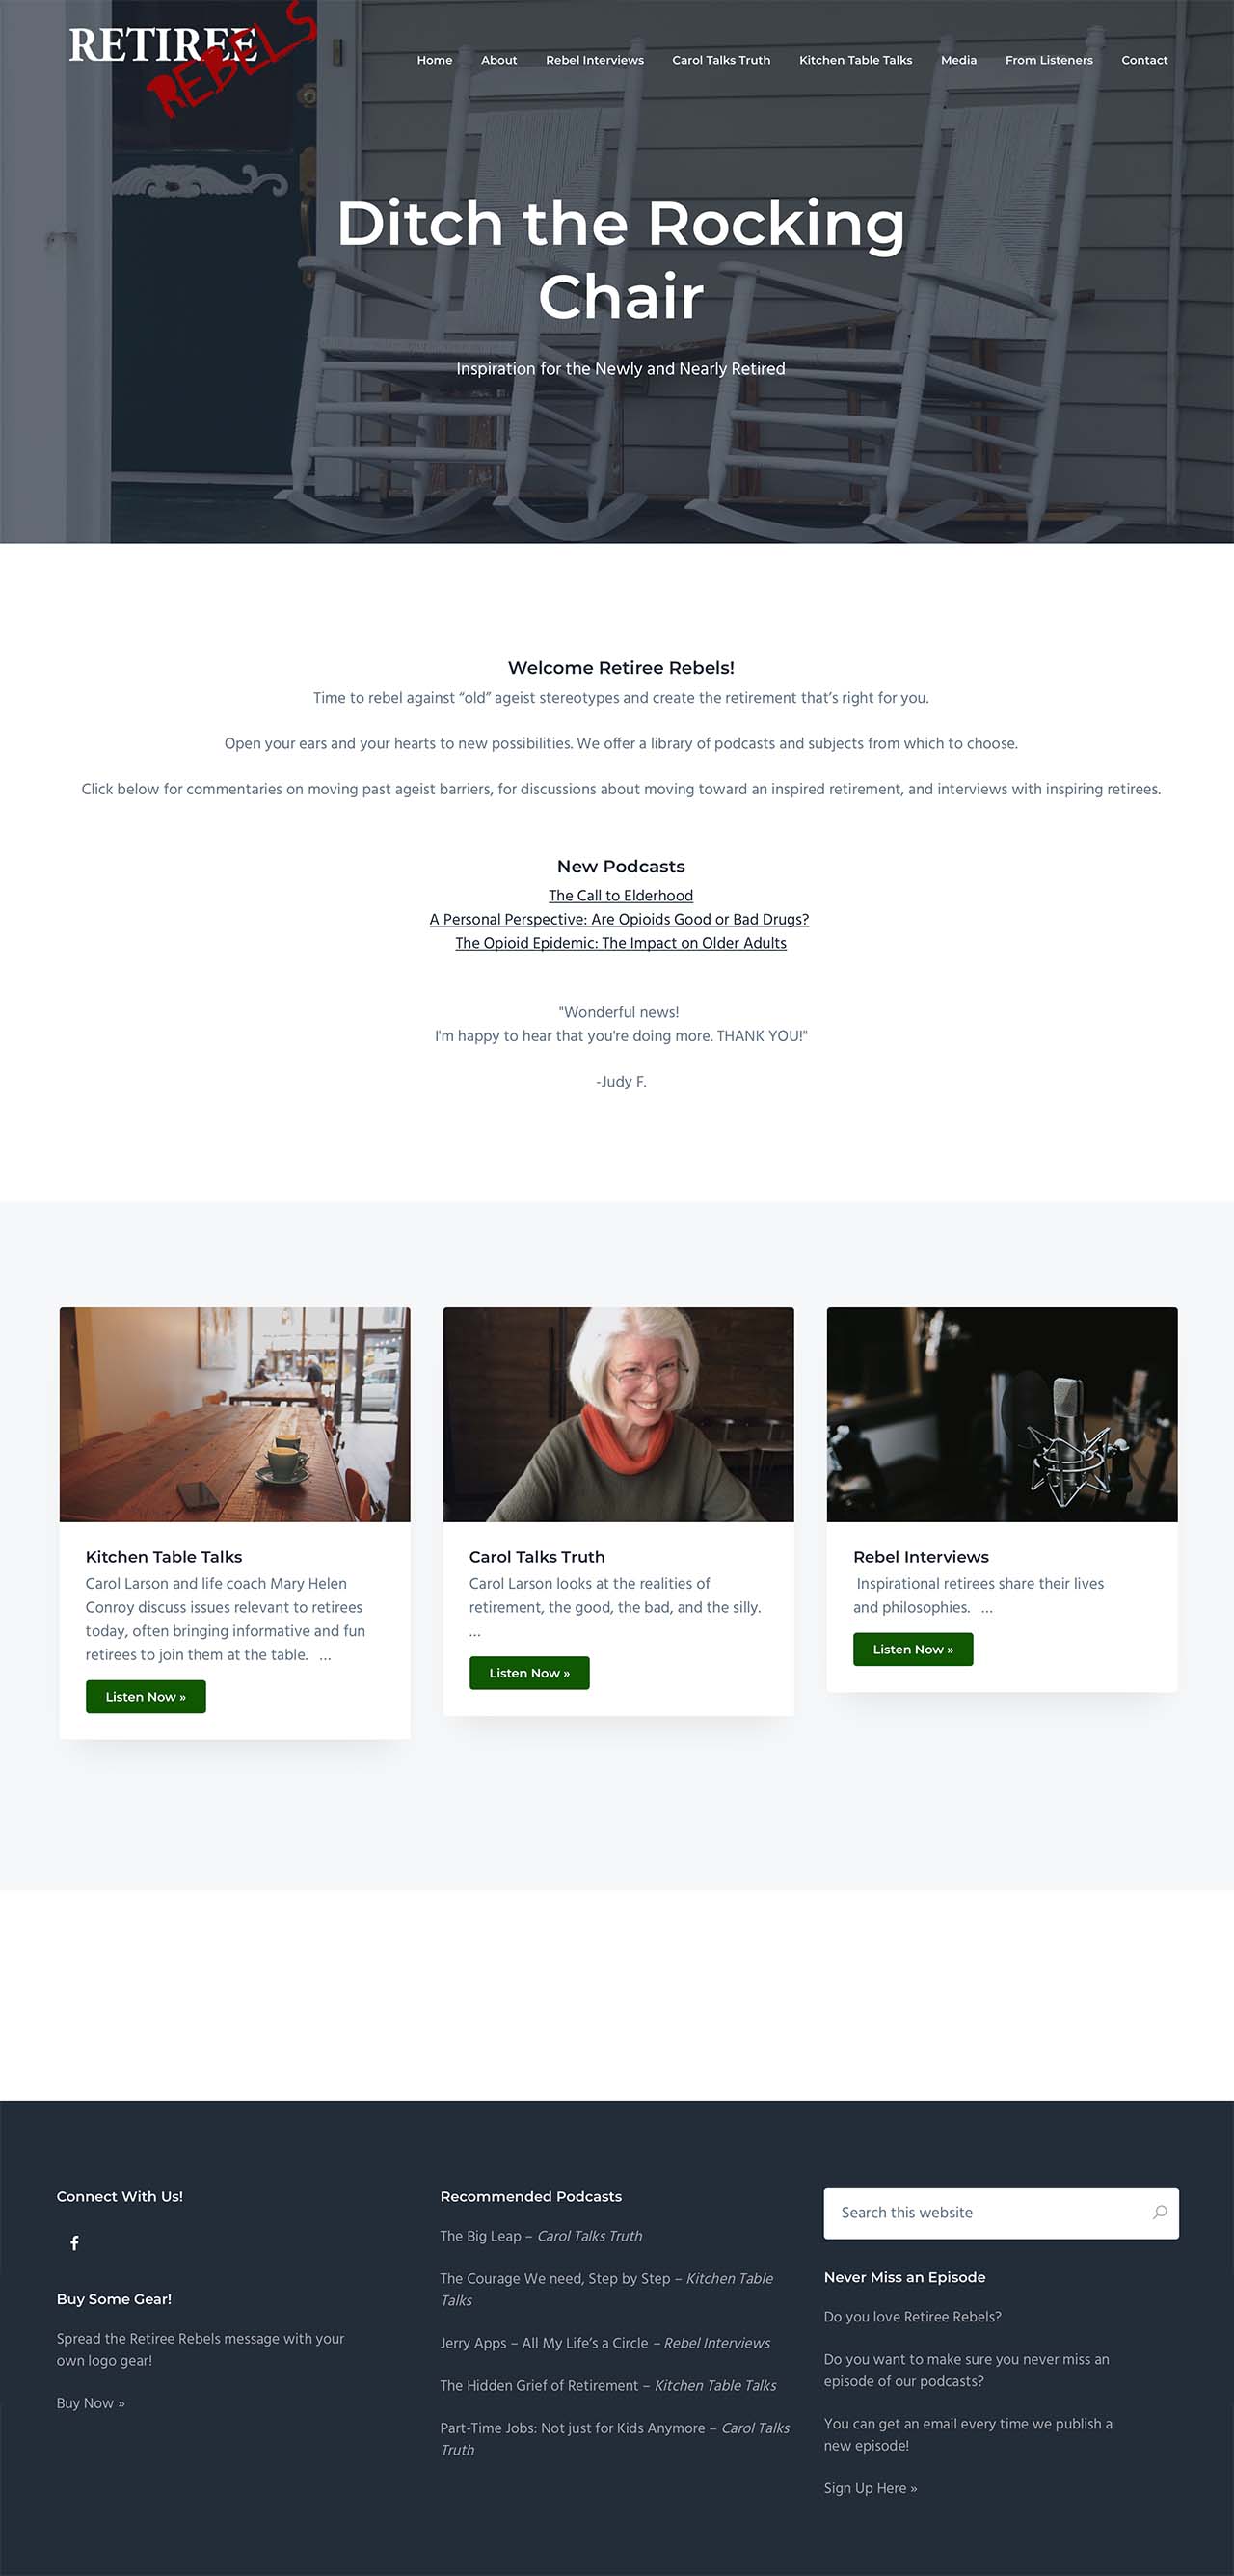 RETIREE
REBELS
Home About Rebel Interviews Carol Talks Truth Kitchen Table Talks Media From Listeners Contact
Ditch the Rocking
Chair
Inspiration for the Newly and Nearly Retired
Welcome Retiree Rebels!
Time to rebel against “old” ageist stereotypes and create the retirement that’s right for you.
Open your ears and your hearts to new possibilities. We offer a library of podcasts and subjects from which to choose.
Click below for commentaries on moving past ageist barriers, for discussions about moving toward an inspired retirement, and interviews with inspiring retirees.
New Podcasts
The Call to Elderhood
A Personal Perspective: Are Opioids Good or Bad Drugs?
The Opioid Epidemic: The Impact on Older Adults
"Wonderful news!
I'm happy to hear that you're doing more. THANK YOU!"
-Judy F.
Kitchen Table Talks
Carol Larson and life coach Mary Helen
Conroy discuss issues relevant to retirees
today, often bringing informative and fun
retirees to join them at the table. …
Listen Now »
Carol Talks Truth
Carol Larson looks at the realities of
retirement, the good, the bad, and the silly.
…
Listen Now »
Rebel Interviews
Inspirational retirees share their lives
and philosophies. …
Listen Now »
Connect With Us!
Buy Some Gear!
Spread the Retiree Rebels message with your
own logo gear!
Buy Now »
Recommended Podcasts
The Big Leap – Carol Talks Truth
The Courage We need, Step by Step – Kitchen Table
Talks
Jerry Apps – All My Life’s a Circle – Rebel Interviews
The Hidden Grief of Retirement – Kitchen Table Talks
Part-Time Jobs: Not just for Kids Anymore – Carol Talks
Truth
Search this website
Never Miss an Episode
Do you love Retiree Rebels?
Do you want to make sure you never miss an
episode of our podcasts?
You can get an email every time we publish a
new episode!
Sign Up Here »